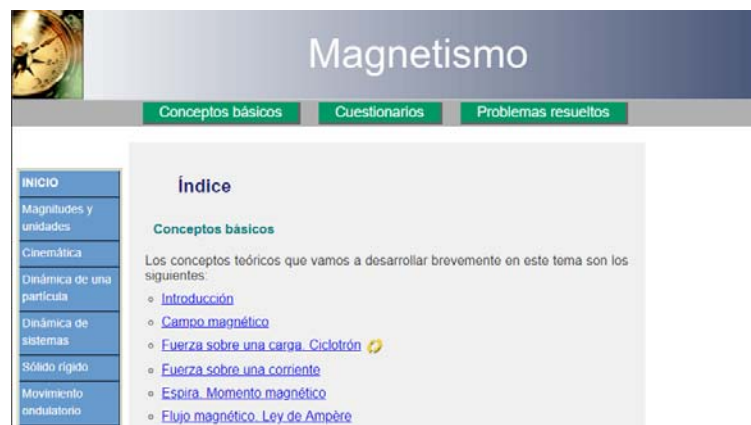 Magnetismo
Conceptos básicos
Cuestionarios
Problemas resueltos
INICIO
Magnitudes y
unidades
Cinemática
Dinámica de una
partícula
Dinámica de
sistemas
Sólido rígido
Movimiento
ondulatorio
Índice
Conceptos básicos
Los conceptos teóricos que vamos a desarrollar brevemente en este tema son los
siguientes:
Introducción
Campo magnético
Fuerza sobre una carga. Ciclotrón
Fuerza sobre una corriente
Espira. Momento magnético
Flujo magnético. Ley de Ampère